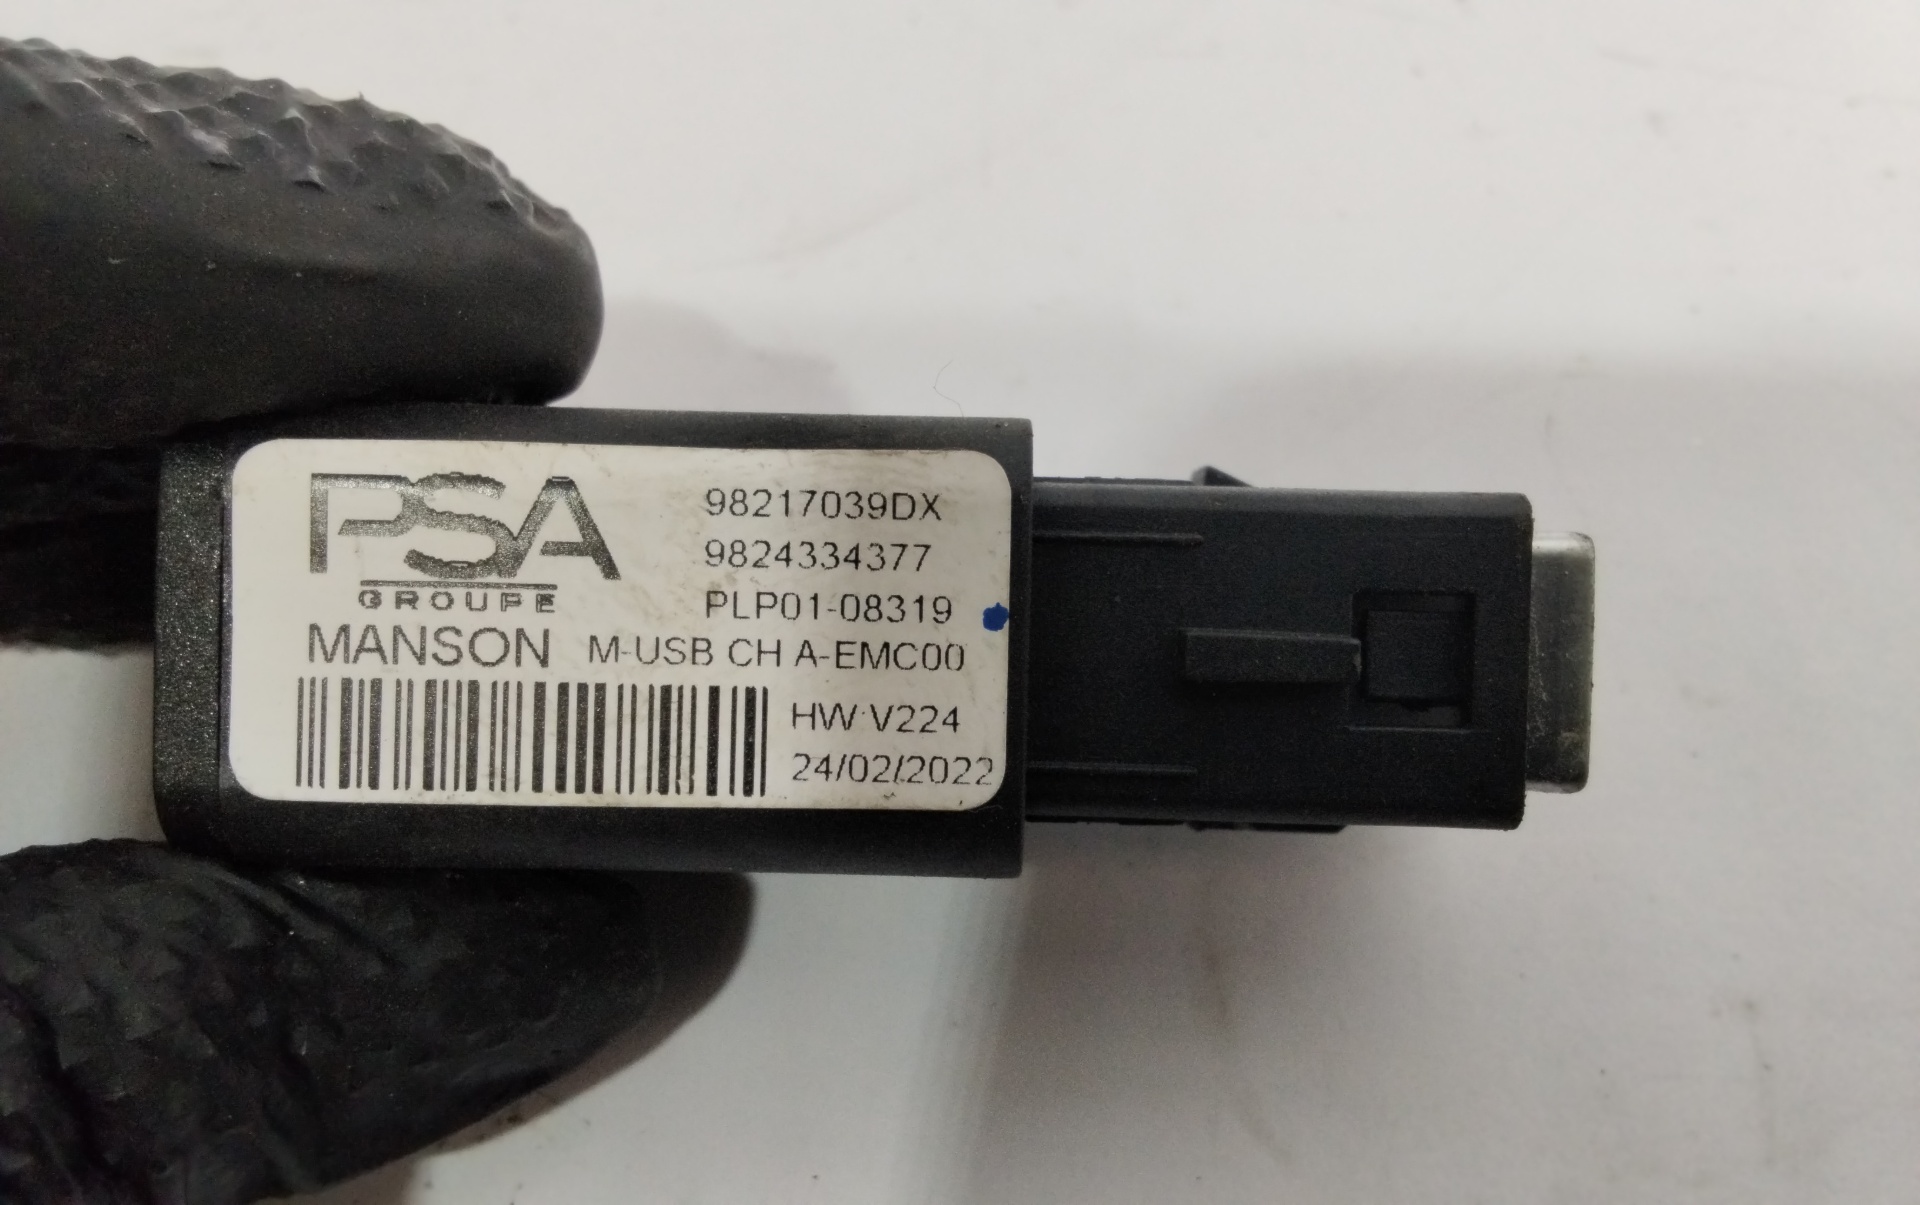 PSA
GROUPE
98217039DX
9824334377
PLP01-08319
MANSON M-USB CH A-EMC00
HW V224
24/02/2022